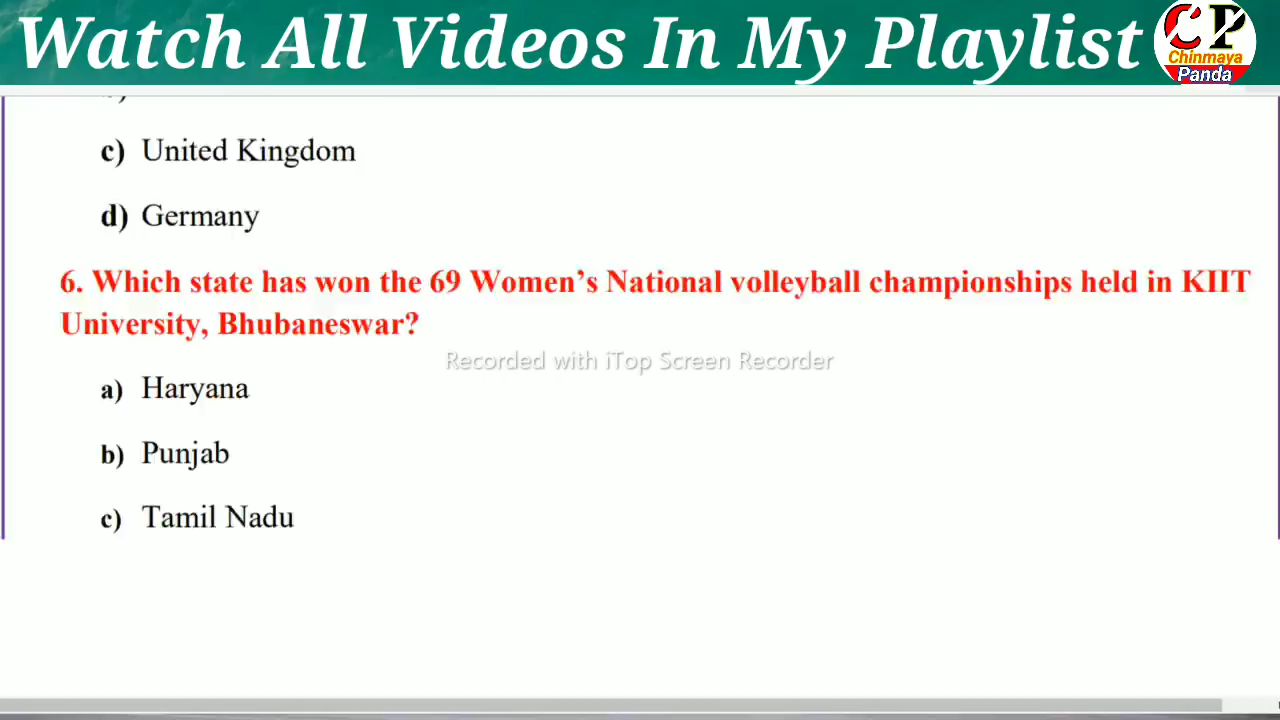 Watch All Videos In My Playlist
CP
Chinmaya
Panda
c) United Kingdom
d) Germany
6. Which state has won the 69 Women’s National volleyball championships held in KIIT
University, Bhubaneswar?
Recorded with iTop Screen Recorder
a) Haryana
b) Punjab
c) Tamil Nadu